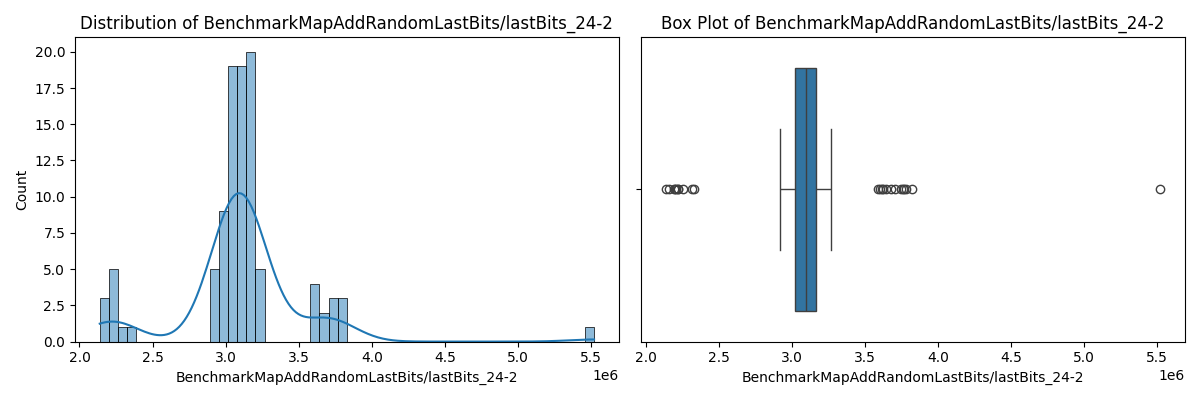 Distribution of BenchmarkMapAddRandomLastBits/lastBits_24-2
Count
20.0
17.5
15.0
12.5
10.0
7.5
5.0
2.5
0.0
2.0 2.5 3.0 3.5 4.0 4.5 5.0 5.5
1e6
BenchmarkMapAddRandomLastBits/lastBits_24-2
Box Plot of BenchmarkMapAddRandomLastBits/lastBits_24-2
2.0 2.5 3.0 3.5 4.0 4.5 5.0 5.5
1e6
BenchmarkMapAddRandomLastBits/lastBits_24-2